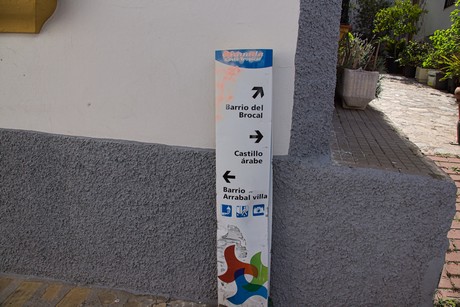 Barrio del
Brocal
Castillo
árabe
Barrio
Arrabal villa